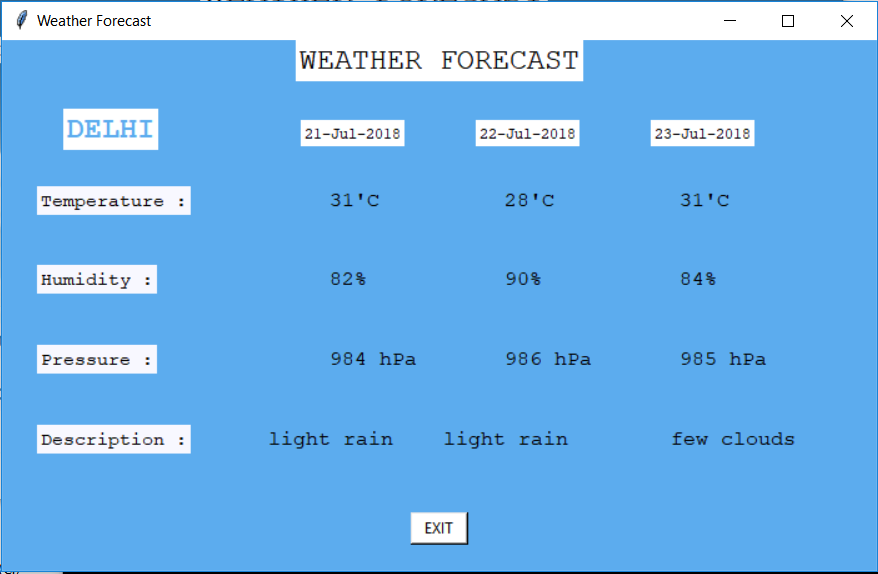 Weather Forecast
WEATHER FORECAST
DELHI 21-Jul-2018 22-Jul-2018 23-Jul-2018
Temperature : 31'C 28'C 31'C
Humidity : 82% 90% 84%
Pressure : 984 hPa 986 hPa 985 hPa
Description : light rain light rain few clouds
EXIT